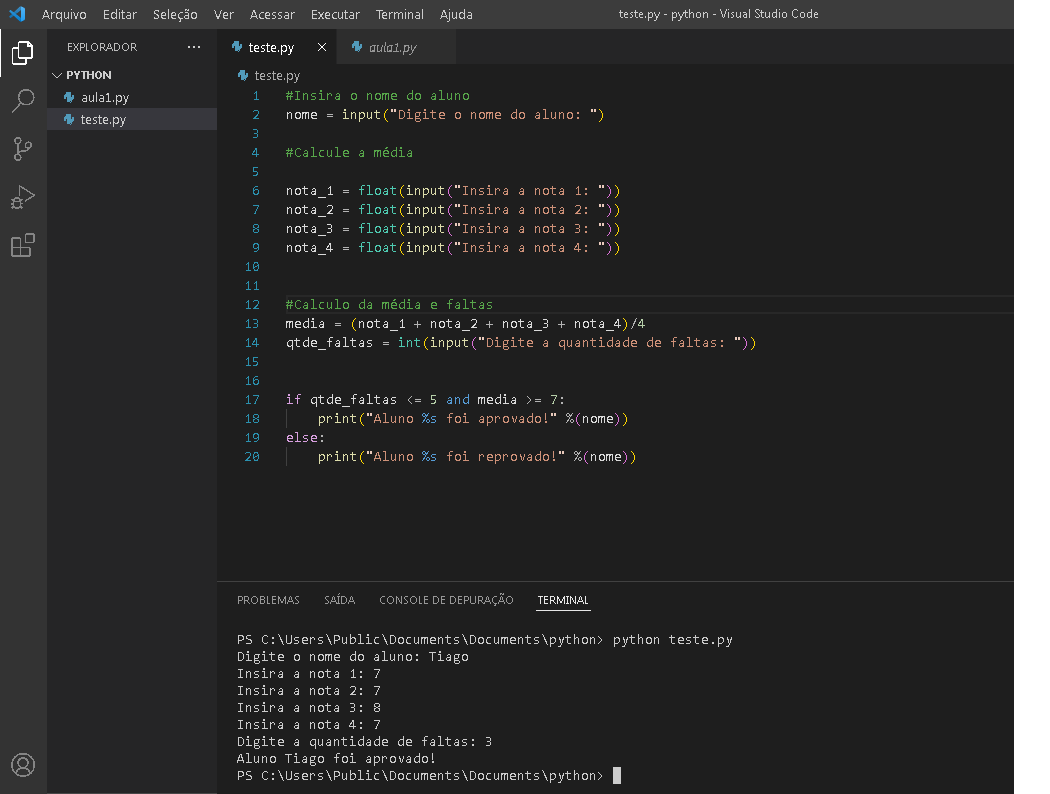 Arquivo Editar Seleção Ver Acessar Executar Terminal Ajuda teste.py - python - Visual Studio Code
EXPLORADOR ···
PYTHON
aula1.py
teste.py
teste.py × aula1.py
teste.py
1 #Insira o nome do aluno
2 nome = input("Digite o nome do aluno: ")
3
4 #Calcule a média
5
6 nota_1 = float(input("Insira a nota 1: "))
7 nota_2 = float(input("Insira a nota 2: "))
8 nota_3 = float(input("Insira a nota 3: "))
9 nota_4 = float(input("Insira a nota 4: "))
10
11
12 #Calculo da média e faltas
13 media = (nota_1 + nota_2 + nota_3 + nota_4)/4
14 qtde_faltas = int(input("Digite a quantidade de faltas: "))
15
16
17 if qtde_faltas <= 5 and media >= 7:
18     print("Aluno %s foi aprovado!" %(nome))
19 else:
20     print("Aluno %s foi reprovado!" %(nome))
PROBLEMAS SAÍDA CONSOLE DE DEPURAÇÃO TERMINAL
PS C:\Users\Public\Documents\Documents\python> python teste.py
Digite o nome do aluno: Tiago
Insira a nota 1: 7
Insira a nota 2: 7
Insira a nota 3: 8
Insira a nota 4: 7
Digite a quantidade de faltas: 3
Aluno Tiago foi aprovado!
PS C:\Users\Public\Documents\Documents\python>